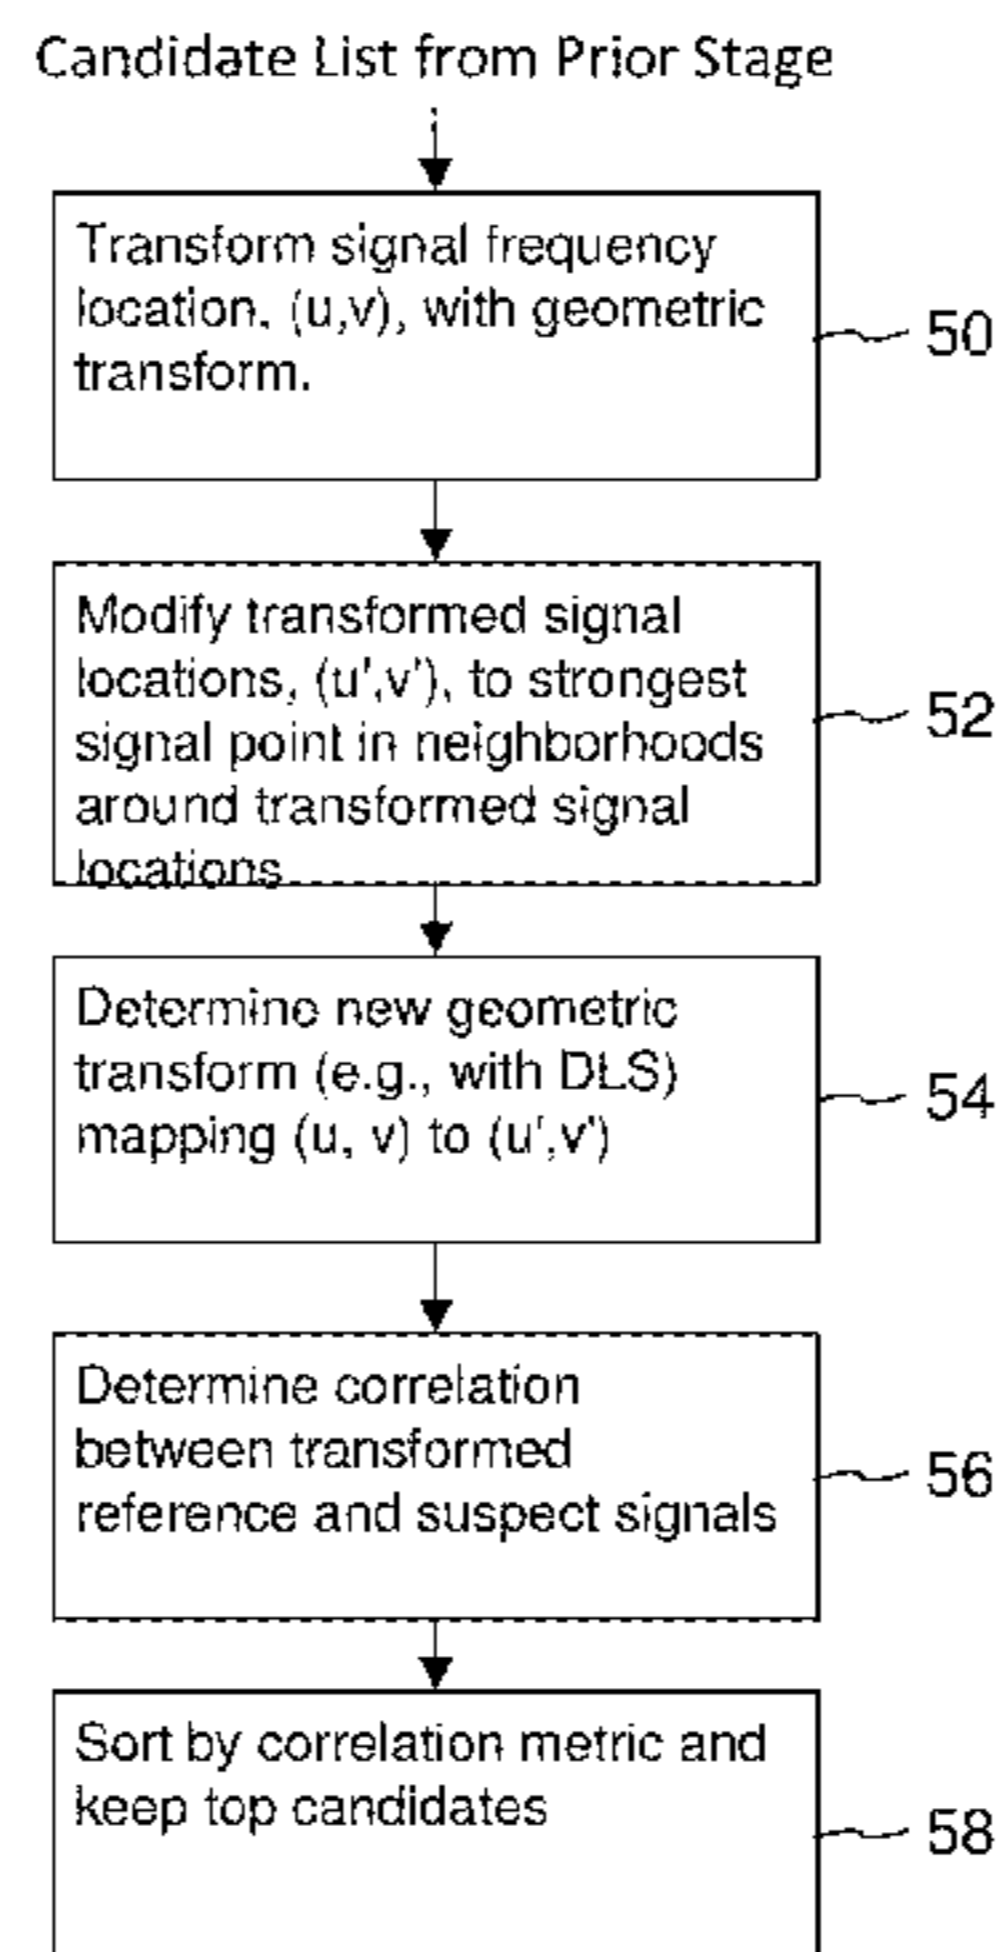 Candidate List from Prior Stage
Transform signal frequency
location, (u,v), with geometric
transform.
50
Modify transformed signal
locations, (u',v'), to strongest
signal point in neighborhoods
around transformed signal
locations
52
Determine new geometric
transform (e.g., with DLS)
mapping (u, v) to (u',v')
54
Determine correlation
between transformed
reference and suspect signals
56
Sort by correlation metric and
keep top candidates
58